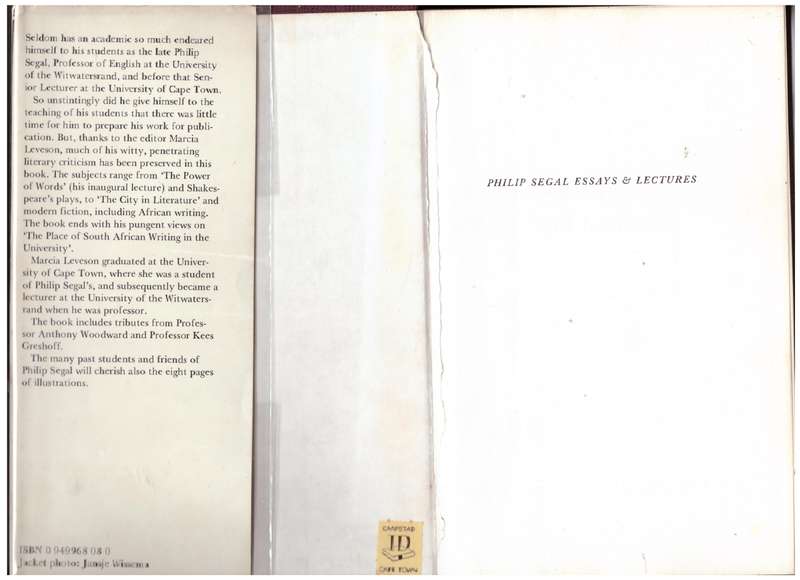 Seldom has an academic so much endeared
himself to his students as the late Philip
Segal, Professor of English at the University
of the Witwatersrand, and before that Sen-
ior Lecturer at the University of Cape Town.
So unstintingly did he give himself to the
teaching of his students that there was little
time for him to prepare his work for publi-
cation. But, thanks to the editor Marcia
Leveson, much of his witty, penetrating
literary criticism has been preserved in this
book. The subjects range from ‘The Power
of Words’ (his inaugural lecture) and Shakes-
peare's plays, to ‘The City in Literature’ and
modern fiction, including African writing.
The book ends with his pungent views on
‘The Place of South African Writing in the
University’.
Marcia Leveson graduated at the Univer-
sity of Cape Town, where she was a student
of Philip Segal's, and subsequently became a
lecturer at the University of the Witwaters-
rand when he was professor.
The book includes tributes from Profes-
sor Anthony Woodward and Professor Kees
Greshoff.
The many past students and friends of
Philip Segal will cherish also the eight pages
of illustrations.
ISBN 0 949968 08 0
Jacket photo: Jansje Wissema
KAAPSTAD
ID
CAPE TOWN
PHILIP SEGAL ESSAYS & LECTURES